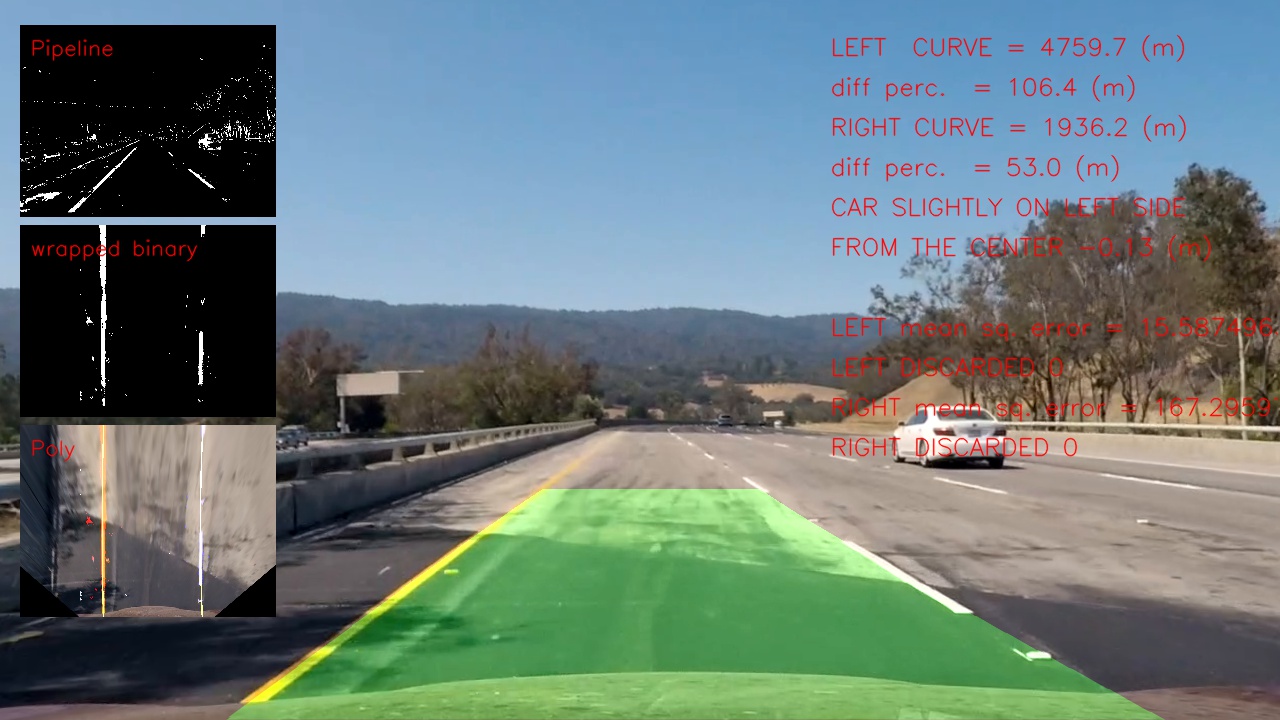 Pipeline
wrapped binary
Poly
LEFT CURVE = 4759.7 (m)
diff perc. = 106.4 (m)
RIGHT CURVE = 1936.2 (m)
diff perc. = 53.0 (m)
CAR SLIGHTLY ON LEFT SIDE
FROM THE CENTER -0.13 (m)
LEFT mean sq. error = 15.587496
LEFT DISCARDED 0
RIGHT mean sq. error = 167.2959
RIGHT DISCARDED 0